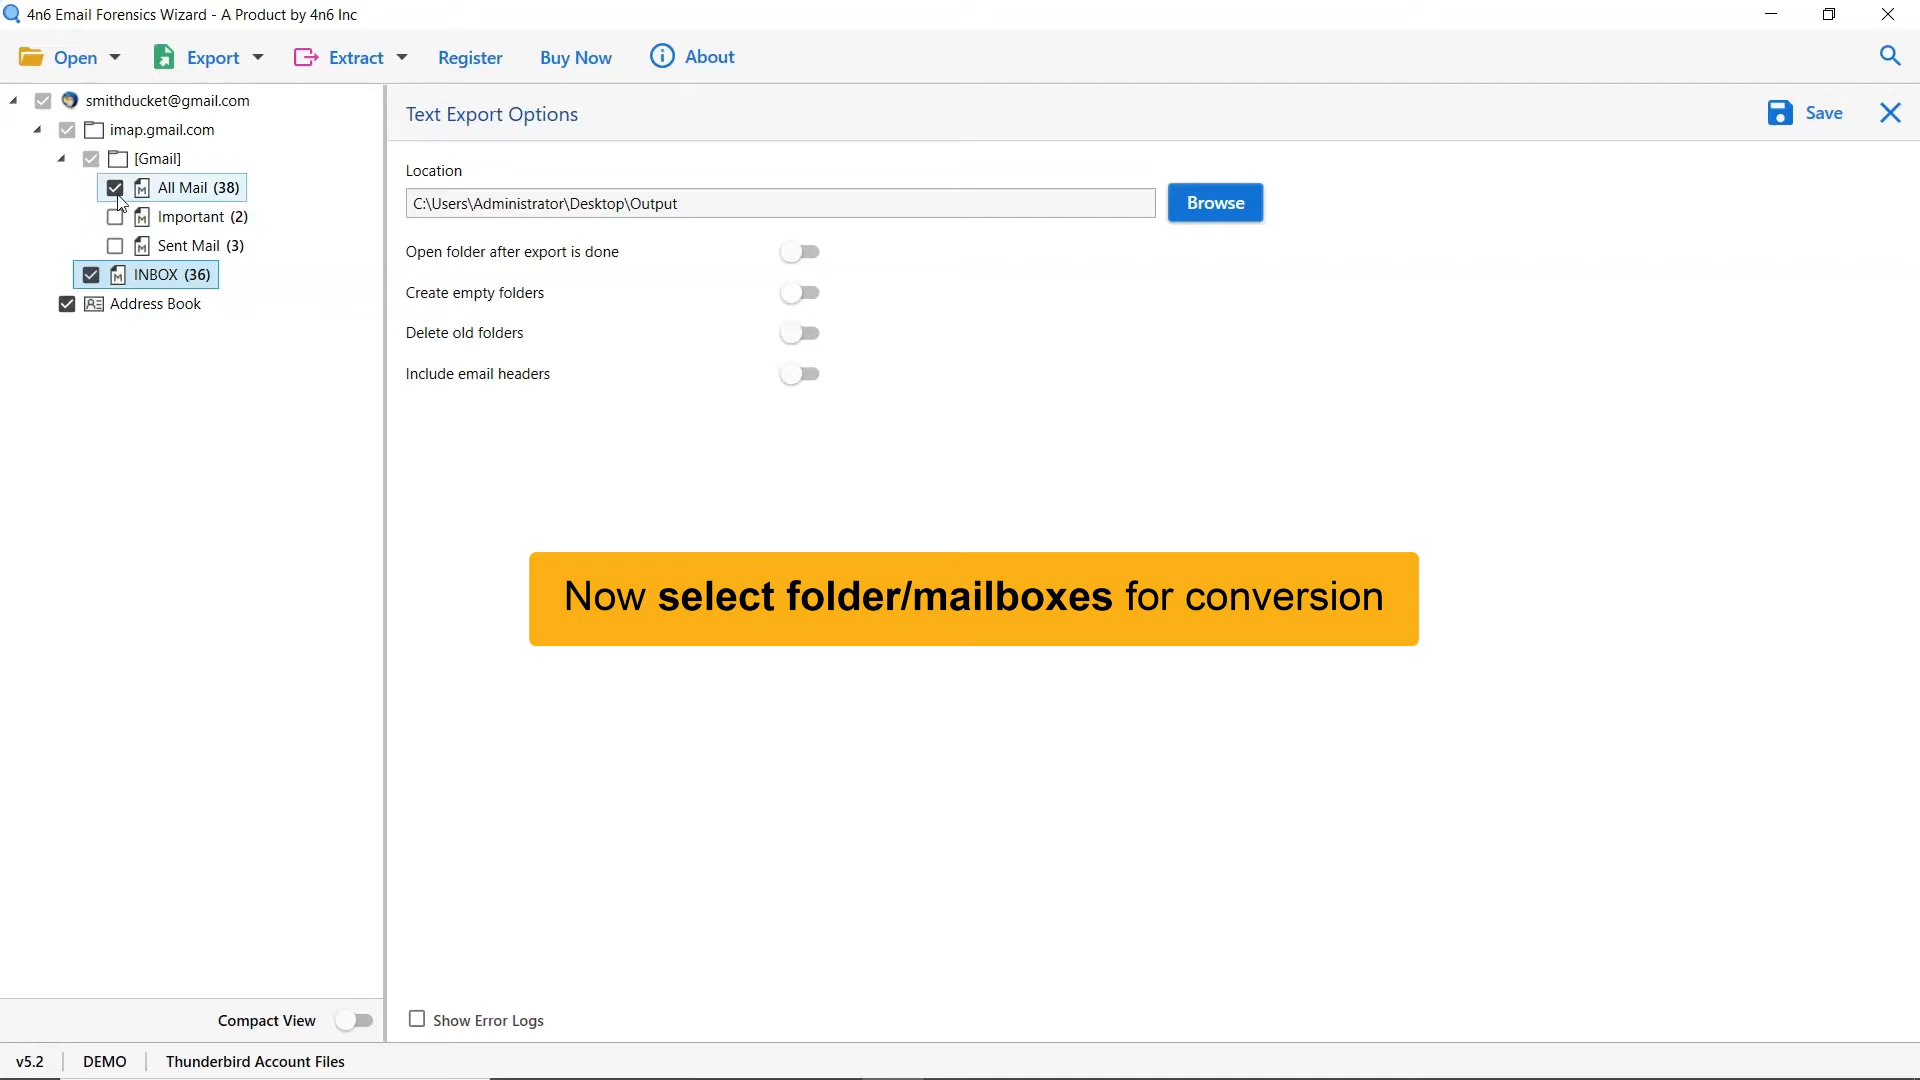 4n6 Email Forensics Wizard - A Product by 4n6 Inc
Open Export Extract Register Buy Now About
smithducket@gmail.com
imap.gmail.com
[Gmail]
All Mail (38)
Important (2)
Sent Mail (3)
INBOX (36)
Address Book
Text Export Options
Save
Location
C:\Users\Administrator\Desktop\Output
Browse
Open folder after export is done
Create empty folders
Delete old folders
Include email headers
Now select folder/mailboxes for conversion
Compact View
Show Error Logs
v5.2 DEMO Thunderbird Account Files